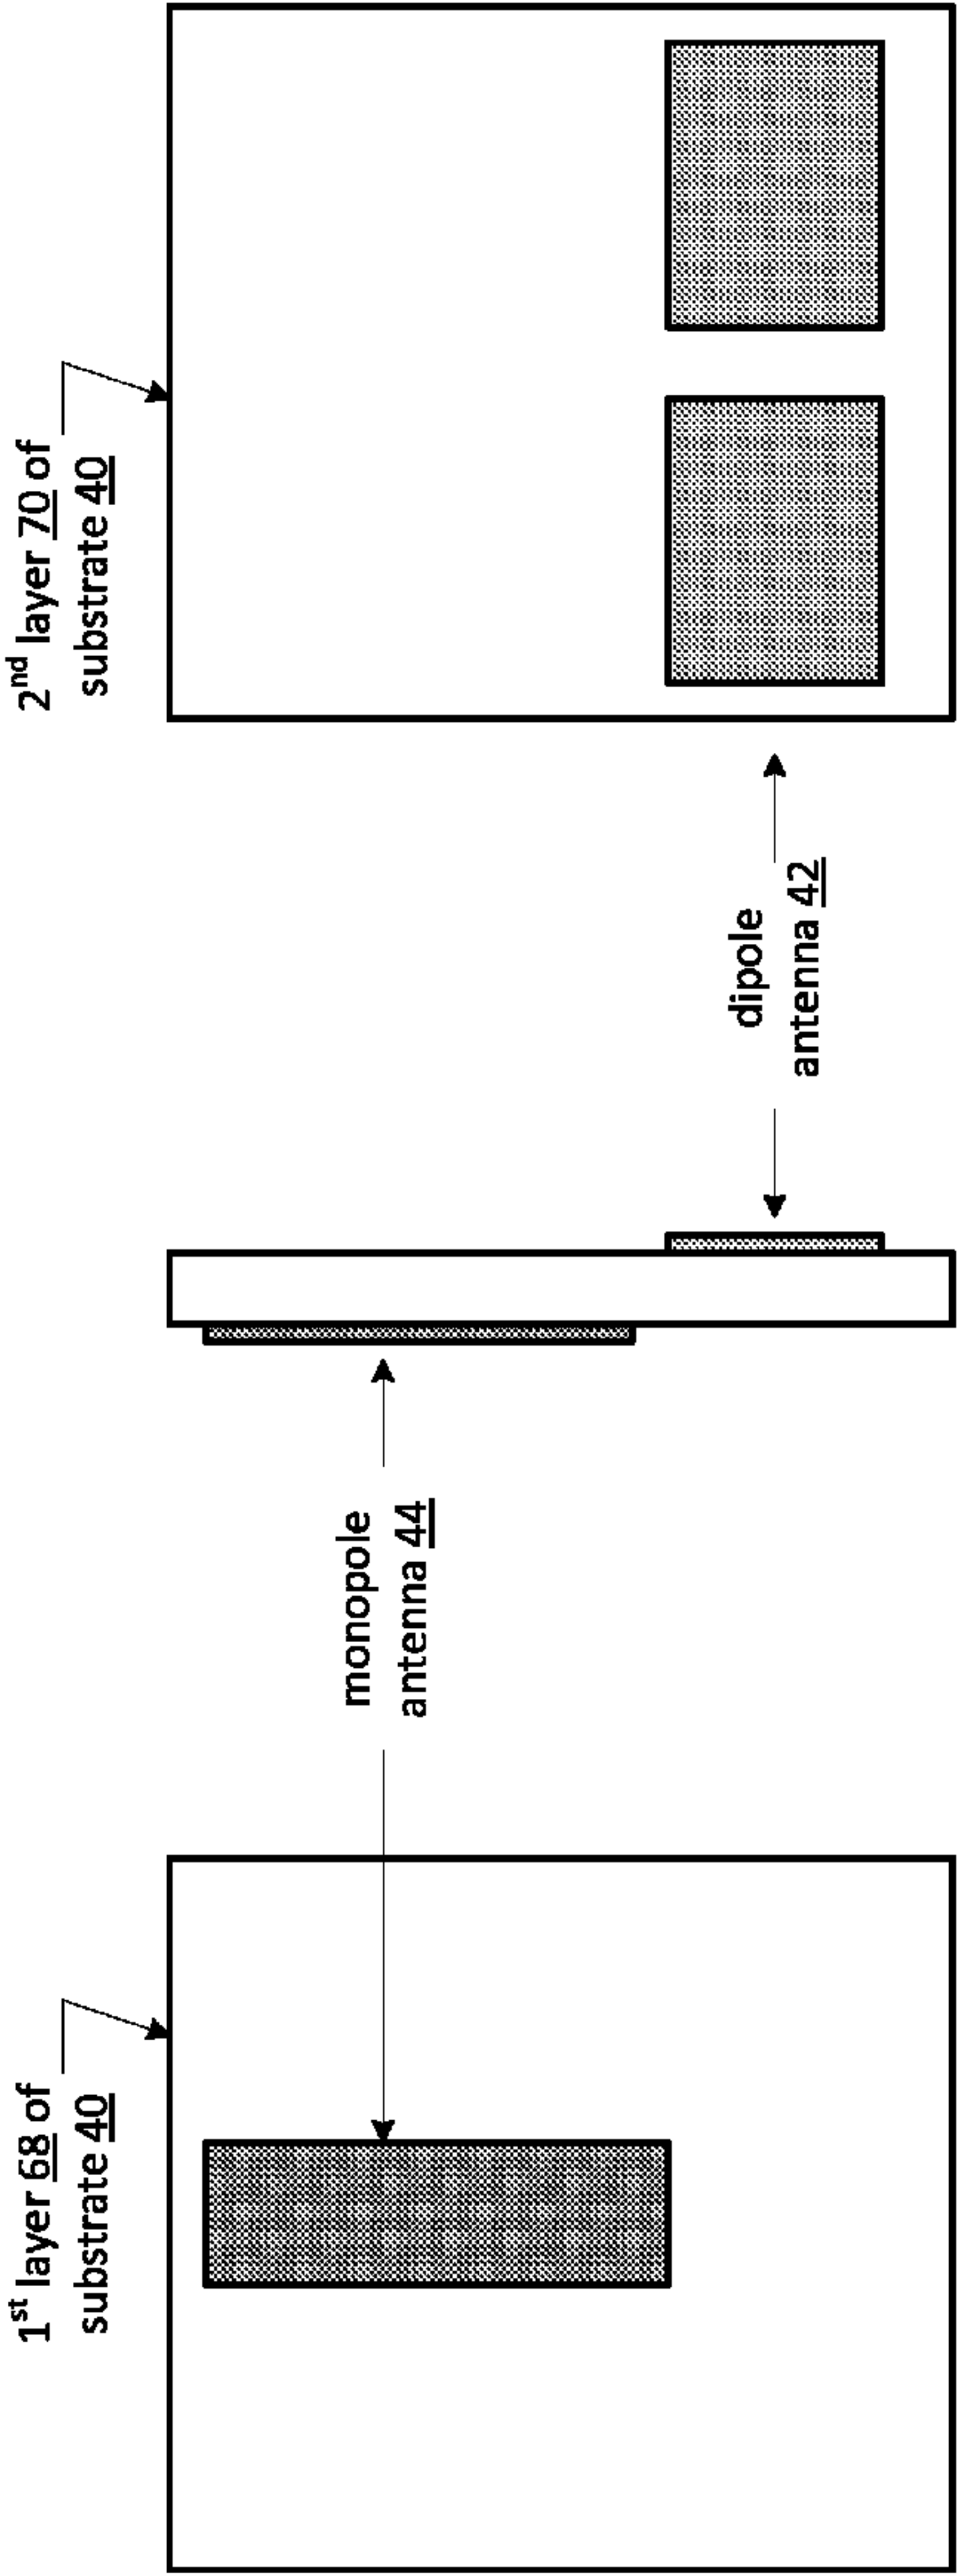 1st layer 68 of
substrate 40
monopole
antenna 44
dipole
antenna 42
2nd layer 70 of
substrate 40